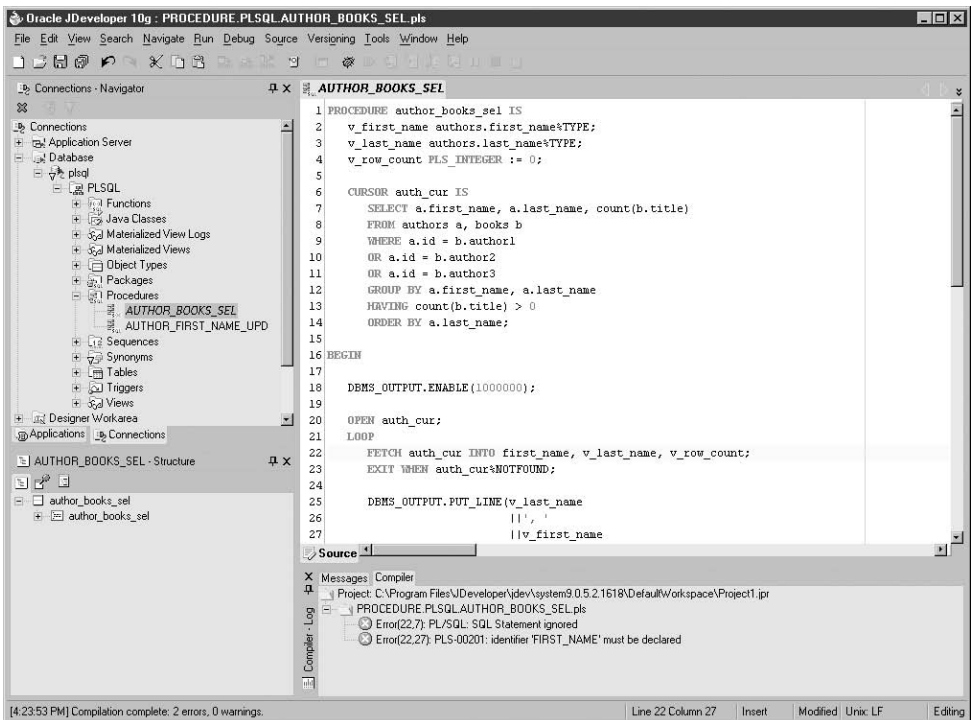 Oracle JDeveloper 10g : PROCEDURE.PLSQL.AUTHOR_BOOKS_SEL.pls
File Edit View Search Navigate Run Debug Source Versioning Tools Window Help
Connections - Navigator
Connections
Application Server
Database
plsql
PLSQL
Functions
Java Classes
Materialized View Logs
Materialized Views
Object Types
Packages
Procedures
AUTHOR_BOOKS_SEL
AUTHOR_FIRST_NAME_UPD
Sequences
Synonyms
Tables
Triggers
Views
Designer Workarea
Applications Connections
AUTHOR_BOOKS_SEL - Structure
author_books_sel
author_books_sel
AUTHOR_BOOKS_SEL
1 PROCEDURE author_books_sel IS
2 v_first_name authors.first_name%TYPE;
3 v_last_name authors.last_name%TYPE;
4 v_row_count PLS_INTEGER := 0;
5
6 CURSOR auth_cur IS
7 SELECT a.first_name, a.last_name, count(b.title)
8 FROM authors a, books b
9 WHERE a.id = b.author1
10 OR a.id = b.author2
11 OR a.id = b.author3
12 GROUP BY a.first_name, a.last_name
13 HAVING count(b.title) > 0
14 ORDER BY a.last_name;
15
16 BEGIN
17
18 DBMS_OUTPUT.ENABLE(1000000);
19
20 OPEN auth_cur;
21 LOOP
22 FETCH auth_cur INTO first_name, v_last_name, v_row_count;
23 EXIT WHEN auth_cur%NOTFOUND;
24
25 DBMS_OUTPUT.PUT_LINE(v_last_name
26 ||', '
27 ||v_first_name
Source
Messages Compiler
Project: C:\Program Files\JDeveloper\jdev\system9.0.5.2.1618\DefaultWorkspace\Project1.jpr
PROCEDURE.PLSQL.AUTHOR_BOOKS_SEL.pls
Error(22,7): PL/SQL: SQL Statement ignored
Error(22,27): PLS-00201: identifier 'FIRST_NAME' must be declared
Compiler - Log
[4:23:53 PM] Compilation complete: 2 errors, 0 warnings.
Line 22 Column 27 Insert Modified Unix: LF Editing